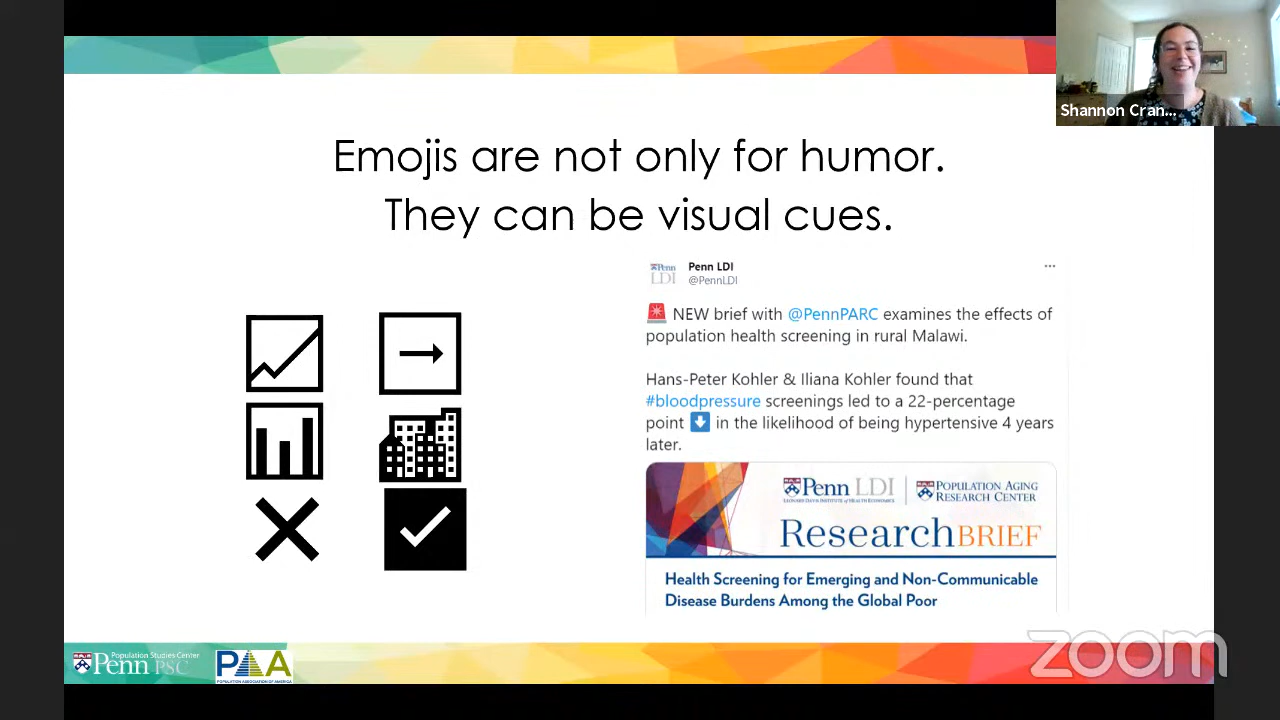 Shannon Cran...
Emojis are not only for humor.
They can be visual cues.
Penn LDI
@PennLDI
NEW brief with @PennPARC examines the effects of
population health screening in rural Malawi.
Hans-Peter Kohler & Iliana Kohler found that
#bloodpressure screenings led to a 22-percentage
point in the likelihood of being hypertensive 4 years
later.
Penn LDI
LEONARD DAVIS INSTITUTE of HEALTH ECONOMICS
POPULATION AGING
RESEARCH CENTER
ResearchBRIEF
Health Screening for Emerging and Non-Communicable
Disease Burdens Among the Global Poor
Population Studies Center
Penn PSC
PAA
POPULATION ASSOCIATION OF AMERICA
zoom